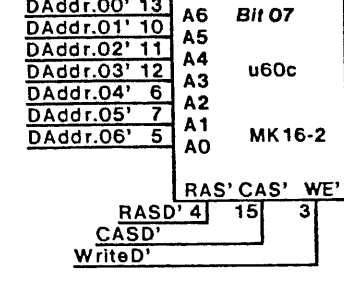 DAddr.00' 13 A6 Bit 07
DAddr.01' 10 A5
DAddr.02' 11 A4
DAddr.03' 12 A3 u60c
DAddr.04' 6 A2
DAddr.05' 7 A1
DAddr.06' 5 A0 MK16-2
RAS' CAS' WE'
RASD' 4 15 3
CASD'
WriteD'